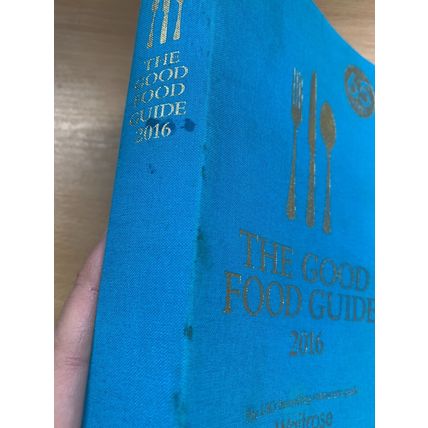 THE
GOOD
FOOD
GUIDE
2016
THE GOOD
FOOD GUIDE
2016
Waitrose